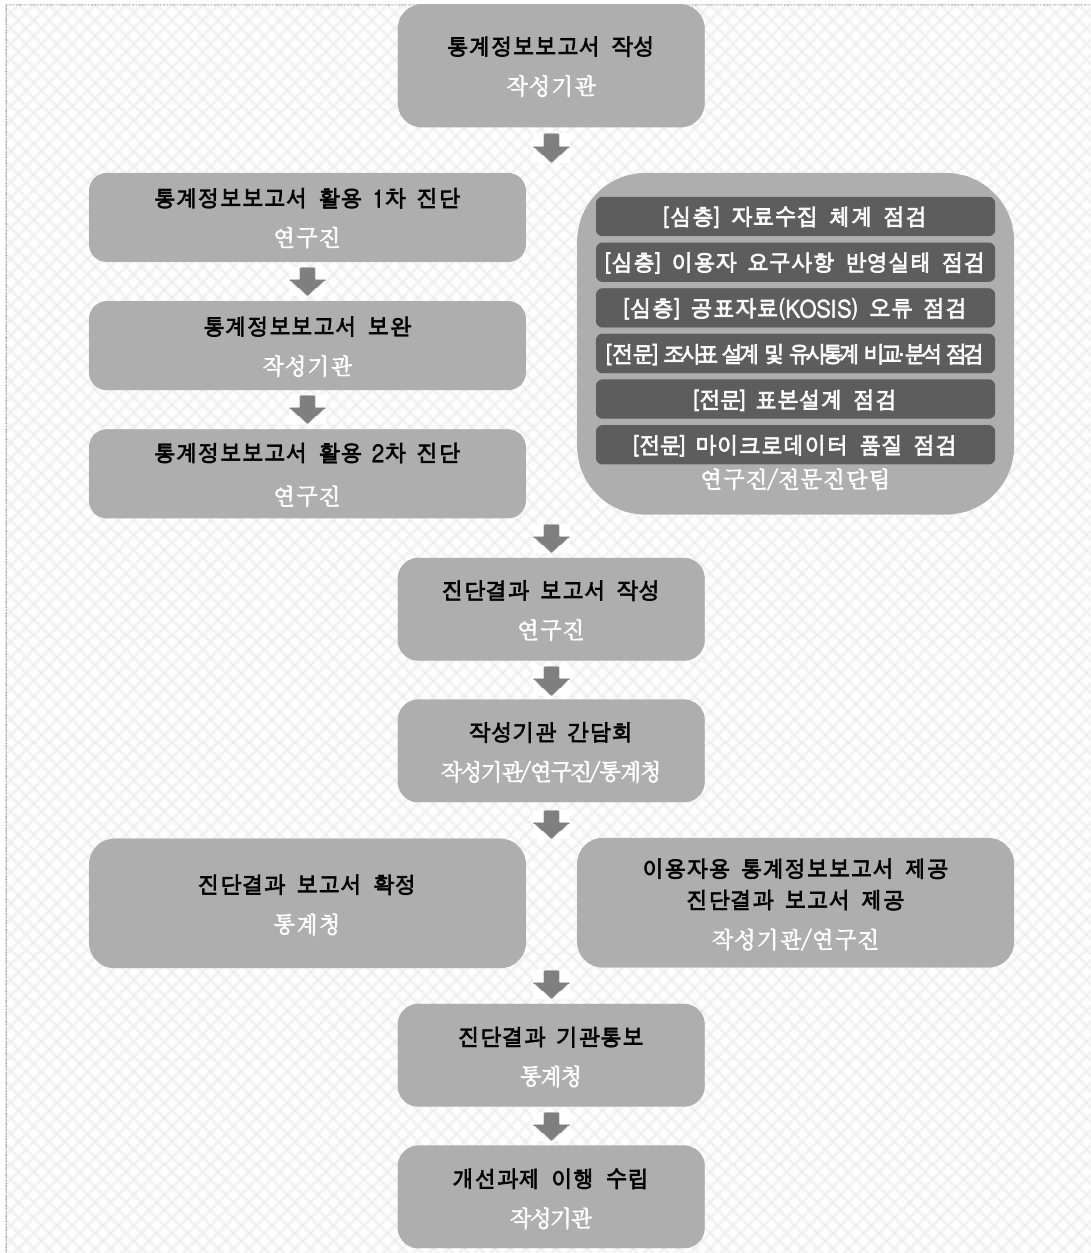 통계정보보고서 작성
작성기관
통계정보보고서 활용 1차 진단
연구진
통계정보보고서 보완
작성기관
통계정보보고서 활용 2차 진단
연구진
[심층] 자료수집 체계 점검
[심층] 이용자 요구사항 반영실태 점검
[심층] 공표자료(KOSIS) 오류 점검
[전문] 조사표 설계 및 유사통계 비교·분석 점검
[전문] 표본설계 점검
[전문] 마이크로데이터 품질 점검
연구진/전문진단팀
진단결과 보고서 작성
연구진
작성기관 간담회
작성기관/연구진/통계청
진단결과 보고서 확정
통계청
이용자용 통계정보보고서 제공
진단결과 보고서 제공
작성기관/연구진
진단결과 기관통보
통계청
개선과제 이행 수립
작성기관